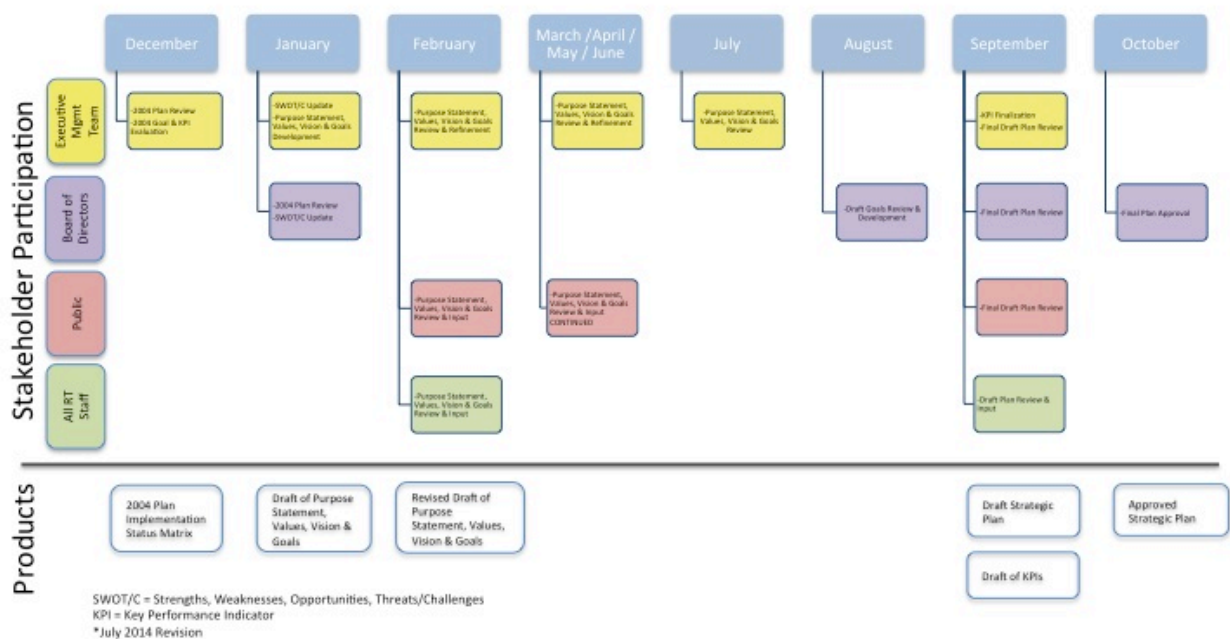 December
January
February
March /April /
May / June
July
August
September
October
Stakeholder Participation
Executive
Mgmt
Team
-2004 Plan Review
-2004 Goal & KPI
Evaluation
-SWOT/C Update
-Purpose Statement,
Values, Vision & Goals
Development
-Purpose Statement,
Values, Vision & Goals
Review & Refinement
-Purpose Statement,
Values, Vision & Goals
Review & Refinement
-Purpose Statement,
Values, Vision & Goals
Review
-KPI Finalization
-Final Draft Plan Review
Board of
Directors
-2004 Plan Review
-SWOT/C Update
-Draft Goals Review &
Development
-Final Draft Plan Review
-Final Plan Approval
Public
-Purpose Statement,
Values, Vision & Goals
Review & Input
-Purpose Statement,
Values, Vision & Goals
Review & Input
CONTINUED
-Final Draft Plan Review
All RT
Staff
-Purpose Statement,
Values, Vision & Goals
Review & Input
-Draft Plan Review &
Input
Products
2004 Plan
Implementation
Status Matrix
Draft of Purpose
Statement,
Values, Vision &
Goals
Revised Draft of
Purpose
Statement, Values,
Vision & Goals
Draft Strategic
Plan
Approved
Strategic Plan
Draft of KPIs
SWOT/C = Strengths, Weaknesses, Opportunities, Threats/Challenges
KPI = Key Performance Indicator
*July 2014 Revision